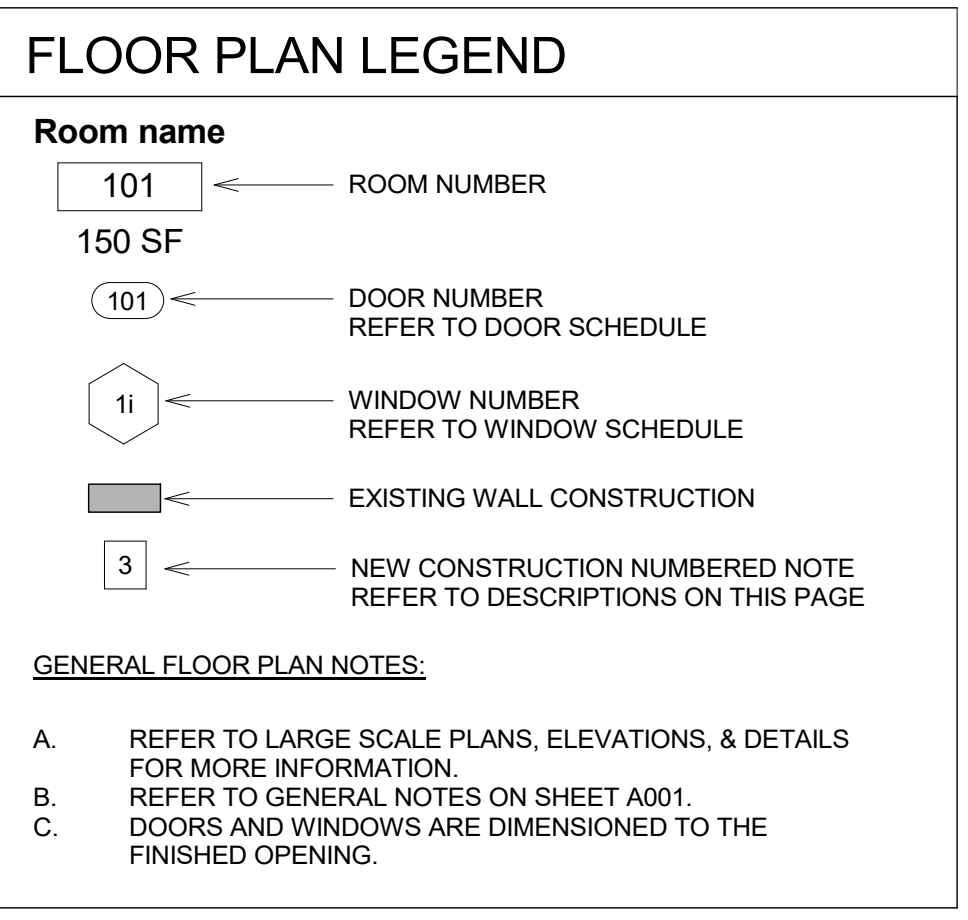 FLOOR PLAN LEGEND
Room name
101
ROOM NUMBER
150 SF
101
DOOR NUMBER
REFER TO DOOR SCHEDULE
1i
WINDOW NUMBER
REFER TO WINDOW SCHEDULE
EXISTING WALL CONSTRUCTION
3
NEW CONSTRUCTION NUMBERED NOTE
REFER TO DESCRIPTIONS ON THIS PAGE
GENERAL FLOOR PLAN NOTES:
A. REFER TO LARGE SCALE PLANS, ELEVATIONS, & DETAILS
FOR MORE INFORMATION.
B. REFER TO GENERAL NOTES ON SHEET A001.
C. DOORS AND WINDOWS ARE DIMENSIONED TO THE
FINISHED OPENING.